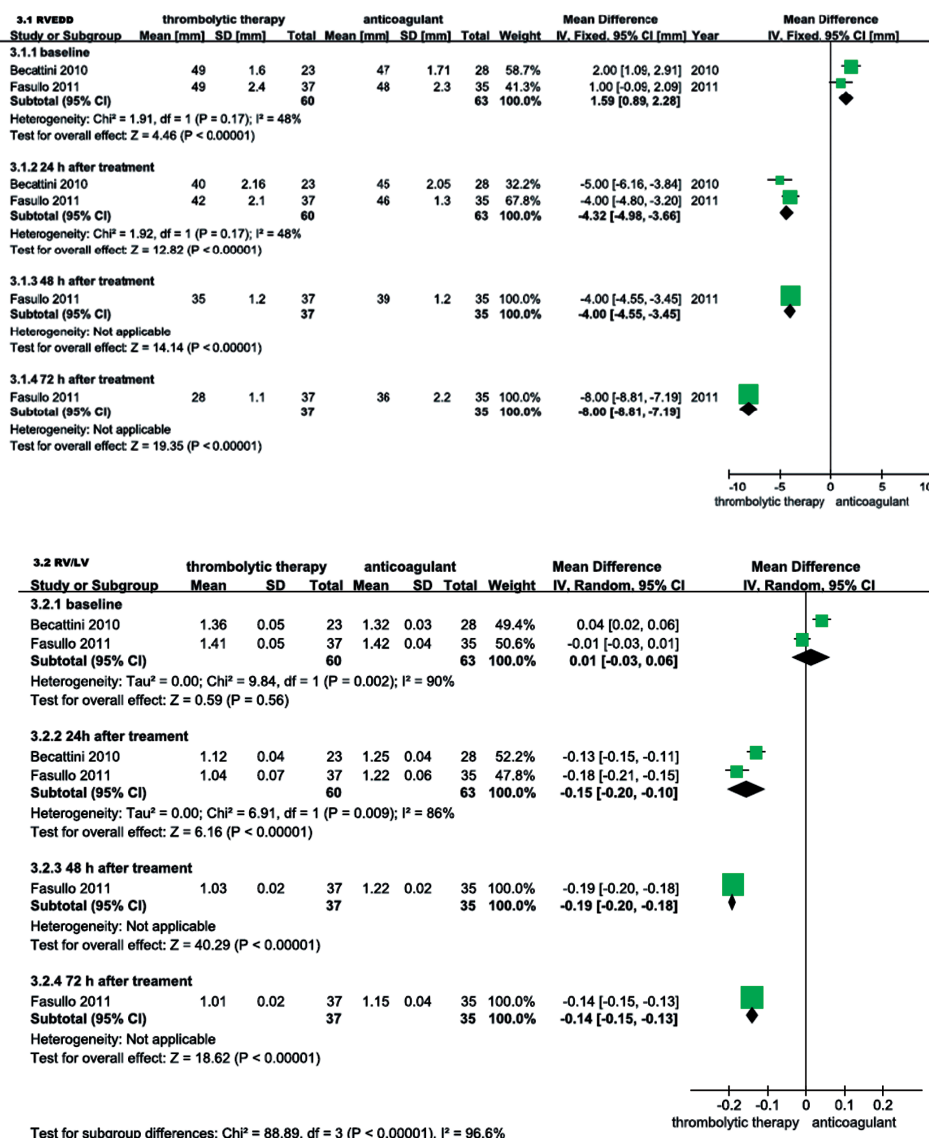 3.1 RVEDD thrombolytic therapy anticoagulant Mean Difference Mean Difference
Study or Subgroup Mean [mm] SD [mm] Total Mean [mm] SD [mm] Total Weight IV, Fixed, 95% CI [mm] Year IV, Fixed, 95% CI [mm]
3.1.1 baseline
Becattini 2010 49 1.6 23 47 1.71 28 58.7% 2.00 [1.09, 2.91] 2010
Fasullo 2011 49 2.4 37 48 2.3 35 41.3% 1.00 [-0.09, 2.09] 2011
Subtotal (95% CI) 60 63 100.0% 1.59 [0.89, 2.28]
Heterogeneity: Chi² = 1.91, df = 1 (P = 0.17); I² = 48%
Test for overall effect: Z = 4.46 (P < 0.00001)
3.1.2 24 h after treatment
Becattini 2010 40 2.16 23 45 2.05 28 32.2% -5.00 [-6.16, -3.84] 2010
Fasullo 2011 42 2.1 37 46 1.3 35 67.8% -4.00 [-4.80, -3.20] 2011
Subtotal (95% CI) 60 63 100.0% -4.32 [-4.98, -3.66]
Heterogeneity: Chi² = 1.92, df = 1 (P = 0.17); I² = 48%
Test for overall effect: Z = 12.82 (P < 0.00001)
3.1.3 48 h after treatment
Fasullo 2011 35 1.2 37 39 1.2 35 100.0% -4.00 [-4.55, -3.45] 2011
Subtotal (95% CI) 37 35 100.0% -4.00 [-4.55, -3.45]
Heterogeneity: Not applicable
Test for overall effect: Z = 14.14 (P < 0.00001)
3.1.4 72 h after treatment
Fasullo 2011 28 1.1 37 36 2.2 35 100.0% -8.00 [-8.81, -7.19] 2011
Subtotal (95% CI) 37 35 100.0% -8.00 [-8.81, -7.19]
Heterogeneity: Not applicable
Test for overall effect: Z = 19.35 (P < 0.00001)
-10 -5 0 5 10
thrombolytic therapy anticoagulant
3.2 RV/LV thrombolytic therapy anticoagulant Mean Difference Mean Difference
Study or Subgroup Mean SD Total Mean SD Total Weight IV, Random, 95% CI IV, Random, 95% CI
3.2.1 baseline
Becattini 2010 1.36 0.05 23 1.32 0.03 28 49.4% 0.04 [0.02, 0.06]
Fasullo 2011 1.41 0.05 37 1.42 0.04 35 50.6% -0.01 [-0.03, 0.01]
Subtotal (95% CI) 60 63 100.0% 0.01 [-0.03, 0.06]
Heterogeneity: Tau² = 0.00; Chi² = 9.84, df = 1 (P = 0.002); I² = 90%
Test for overall effect: Z = 0.59 (P = 0.56)
3.2.2 24h after treament
Becattini 2010 1.12 0.04 23 1.25 0.04 28 52.2% -0.13 [-0.15, -0.11]
Fasullo 2011 1.04 0.07 37 1.22 0.06 35 47.8% -0.18 [-0.21, -0.15]
Subtotal (95% CI) 60 63 100.0% -0.15 [-0.20, -0.10]
Heterogeneity: Tau² = 0.00; Chi² = 6.91, df = 1 (P = 0.009); I² = 86%
Test for overall effect: Z = 6.16 (P < 0.00001)
3.2.3 48 h after treament
Fasullo 2011 1.03 0.02 37 1.22 0.02 35 100.0% -0.19 [-0.20, -0.18]
Subtotal (95% CI) 37 35 100.0% -0.19 [-0.20, -0.18]
Heterogeneity: Not applicable
Test for overall effect: Z = 40.29 (P < 0.00001)
3.2.4 72 h after treament
Fasullo 2011 1.01 0.02 37 1.15 0.04 35 100.0% -0.14 [-0.15, -0.13]
Subtotal (95% CI) 37 35 100.0% -0.14 [-0.15, -0.13]
Heterogeneity: Not applicable
Test for overall effect: Z = 18.62 (P < 0.00001)
-0.2 -0.1 0 0.1 0.2
thrombolytic therapy anticoagulant
Test for subgroup differences: Chi² = 88.89, df = 3 (P < 0.00001), I² = 96.6%